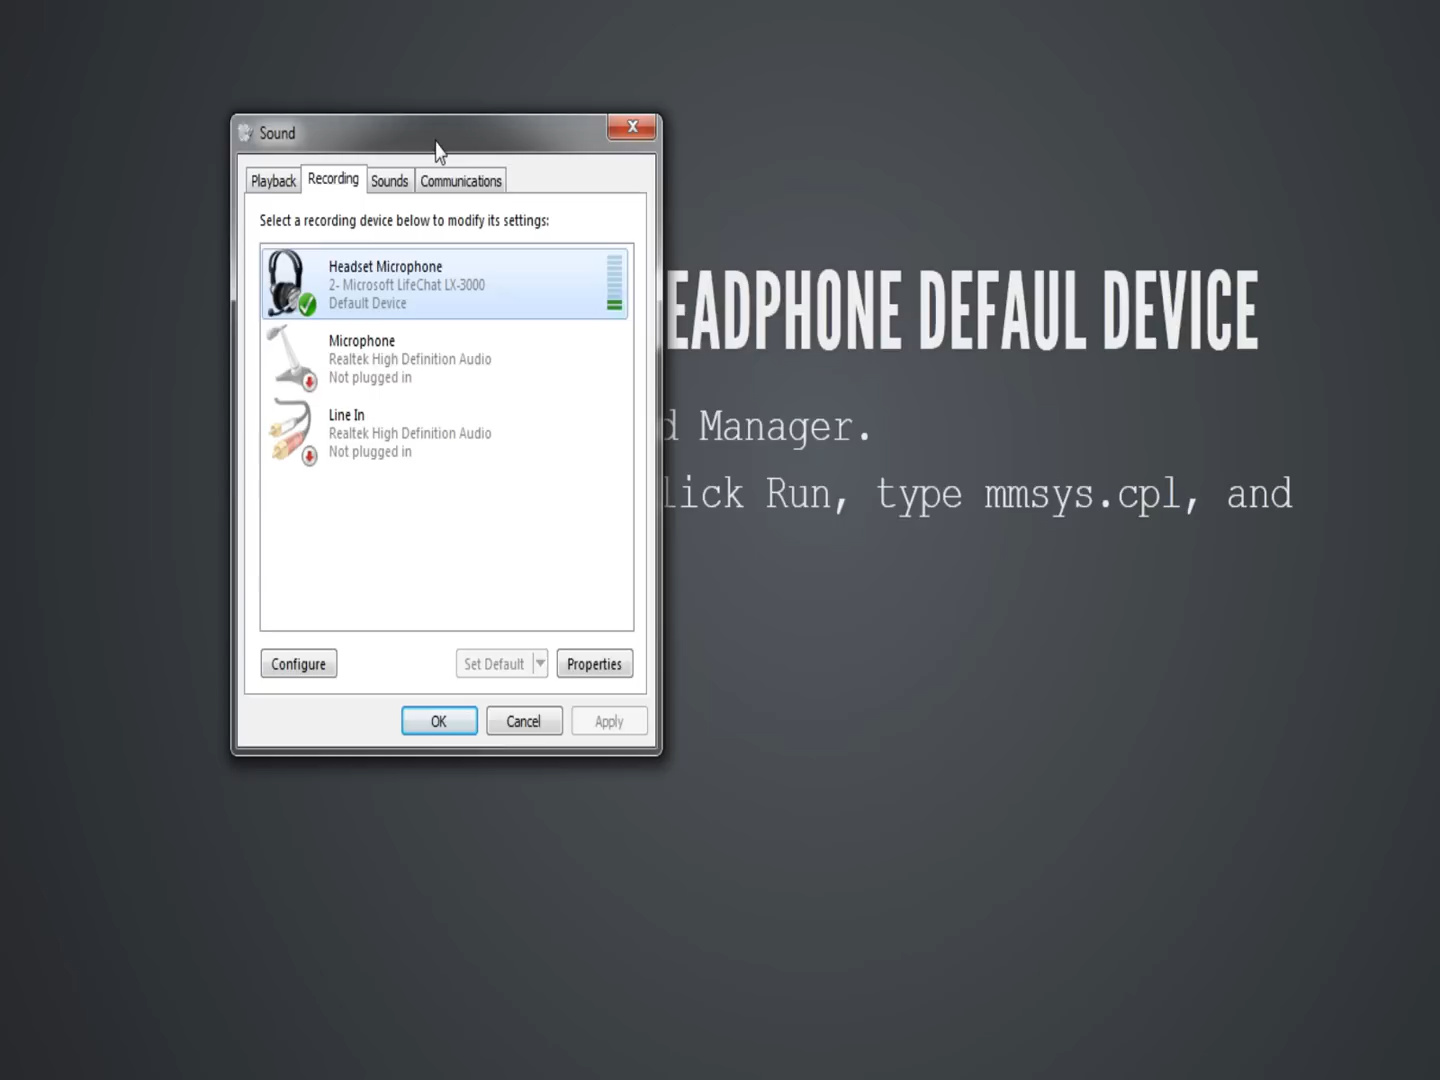 Sound
Playback
Recording
Sounds
Communications
Select a recording device below to modify its settings:
Headset Microphone
2- Microsoft LifeChat LX-3000
Default Device
Microphone
Realtek High Definition Audio
Not plugged in
Line In
Realtek High Definition Audio
Not plugged in
Configure
Set Default
Properties
OK
Cancel
Apply
EADPHONE DEFAUL DEVICE
d Manager.
lick Run, type mmsys.cpl, and